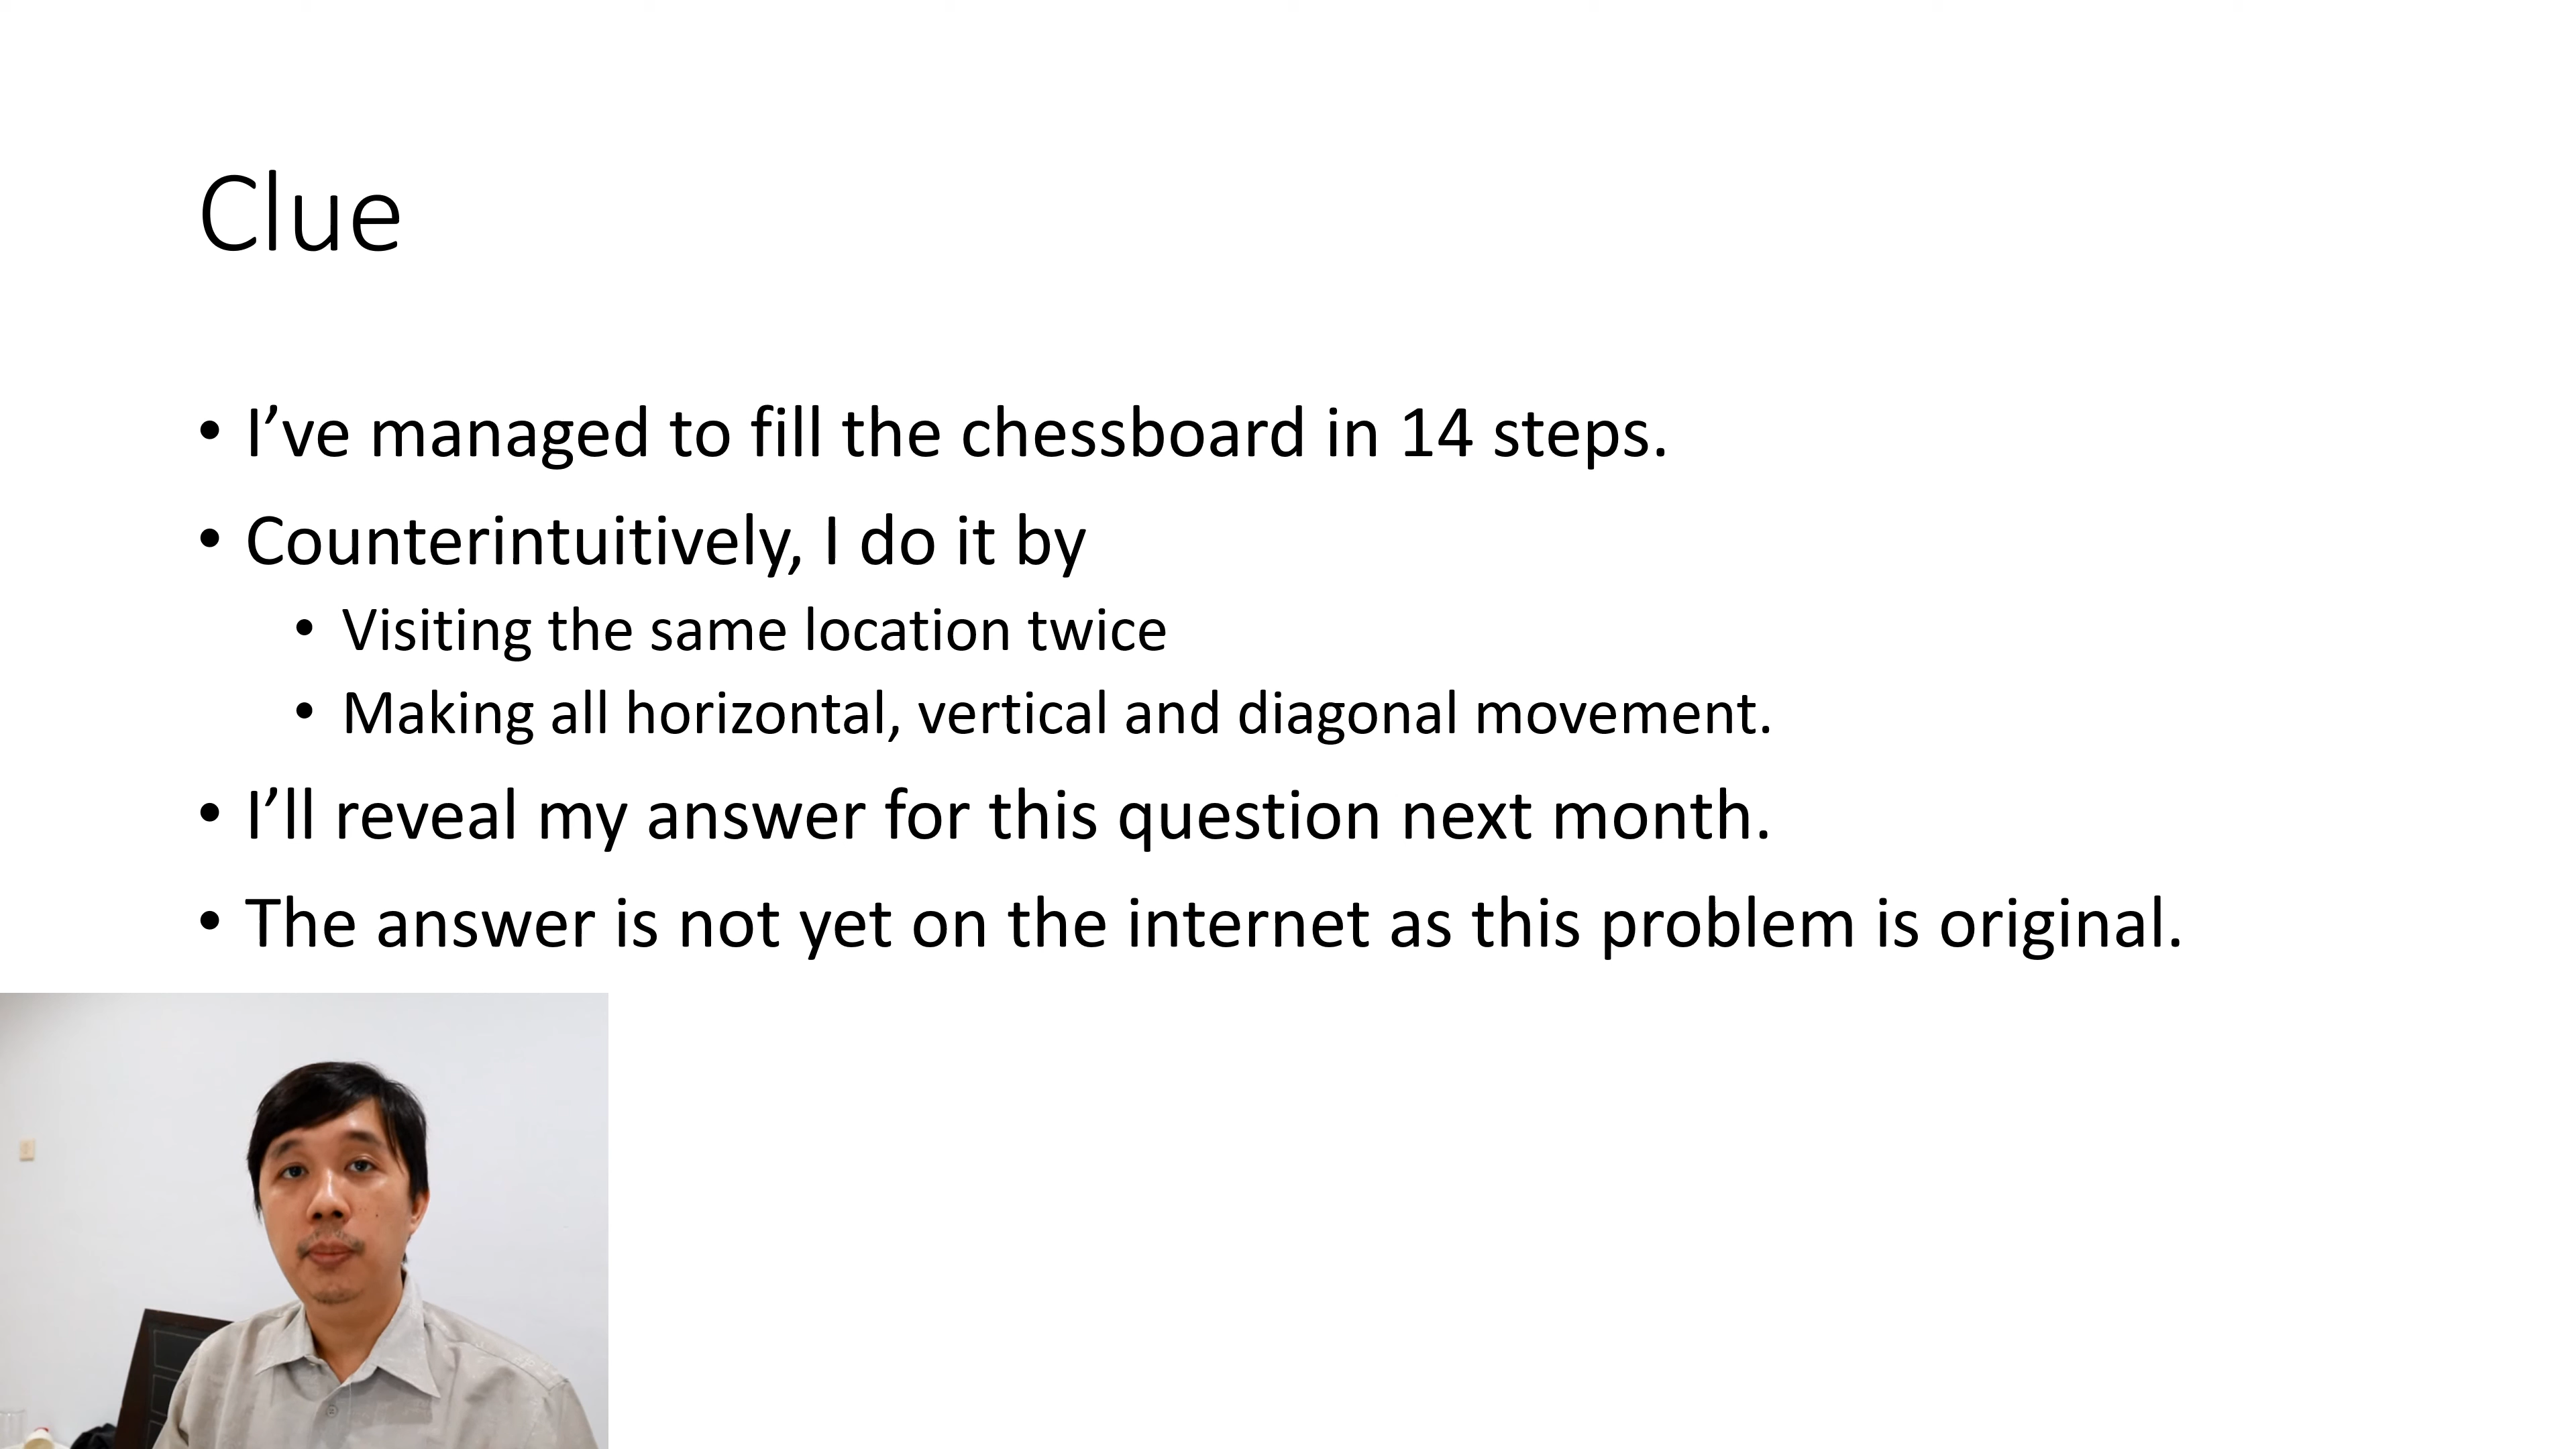 Clue
• I’ve managed to fill the chessboard in 14 steps.
• Counterintuitively, I do it by
• Visiting the same location twice
• Making all horizontal, vertical and diagonal movement.
• I’ll reveal my answer for this question next month.
• The answer is not yet on the internet as this problem is original.